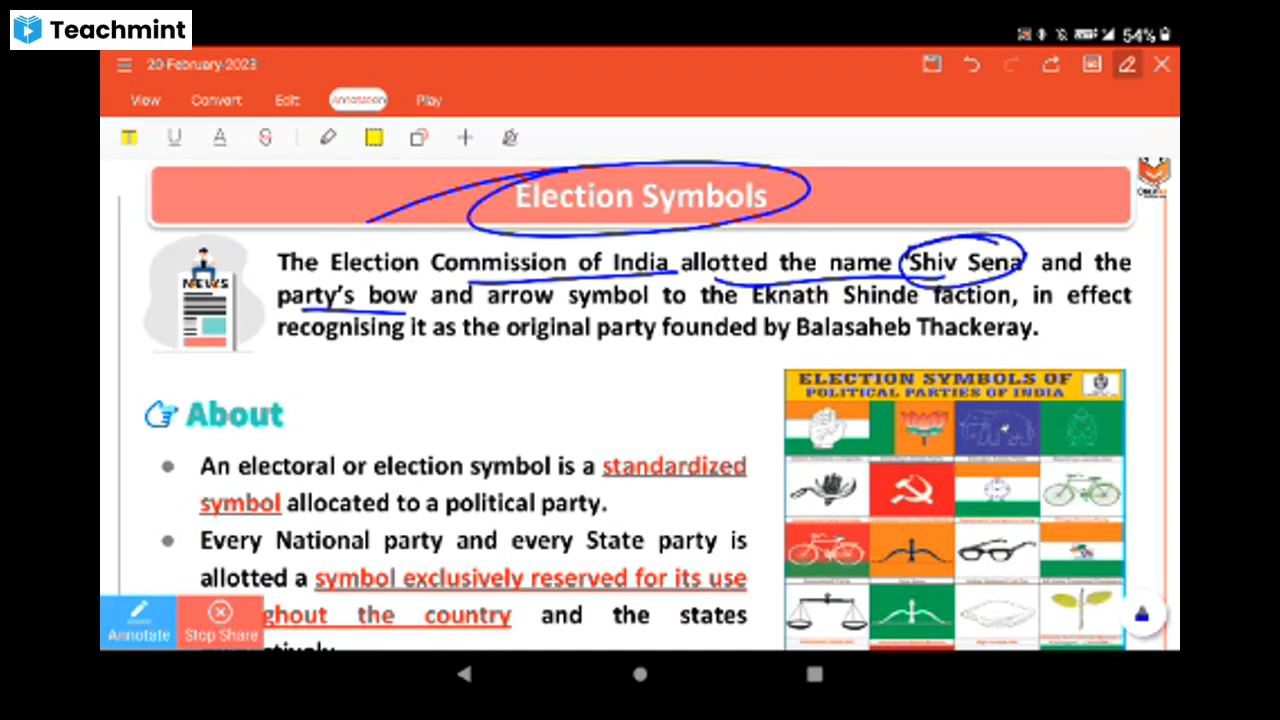 Teachmint
54%
20-February-2023
View Convert Edit Annotation Play
Election Symbols
NEWS
The Election Commission of India allotted the name ‘Shiv Sena’ and the
party’s bow and arrow symbol to the Eknath Shinde faction, in effect
recognising it as the original party founded by Balasaheb Thackeray.
ELECTION SYMBOLS OF
POLITICAL PARTIES OF INDIA
About
An electoral or election symbol is a standardized
symbol allocated to a political party.
Every National party and every State party is
allotted a symbol exclusively reserved for its use
ghout the country and the states
Annotate Stop Share